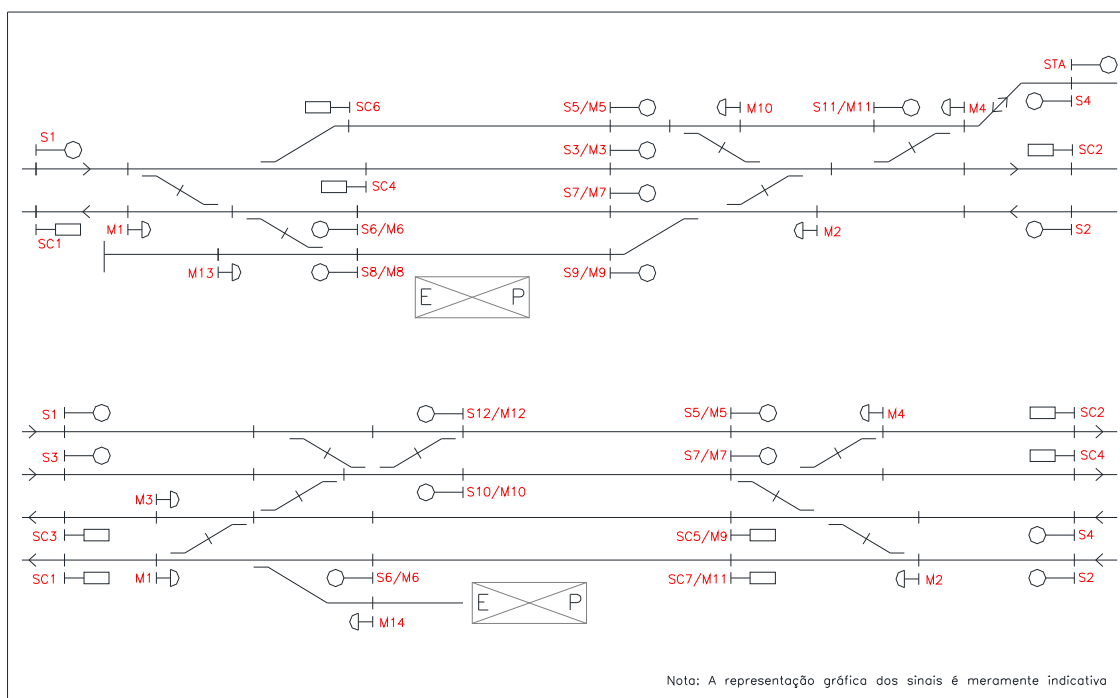 STA
S1
SC6
S5/M5
M10
S11/M11
M4
S4
S3/M3
SC2
SC4
S7/M7
SC1
M1
S6/M6
M2
S2
M13
S8/M8
S9/M9
E P
S1
S12/M12
S5/M5
M4
SC2
S3
S7/M7
SC4
M3
S10/M10
SC3
SC5/M9
S4
SC1
M1
S6/M6
SC7/M11
M2
S2
E P
M14
Nota: A representação gráfica dos sinais é meramente indicativa